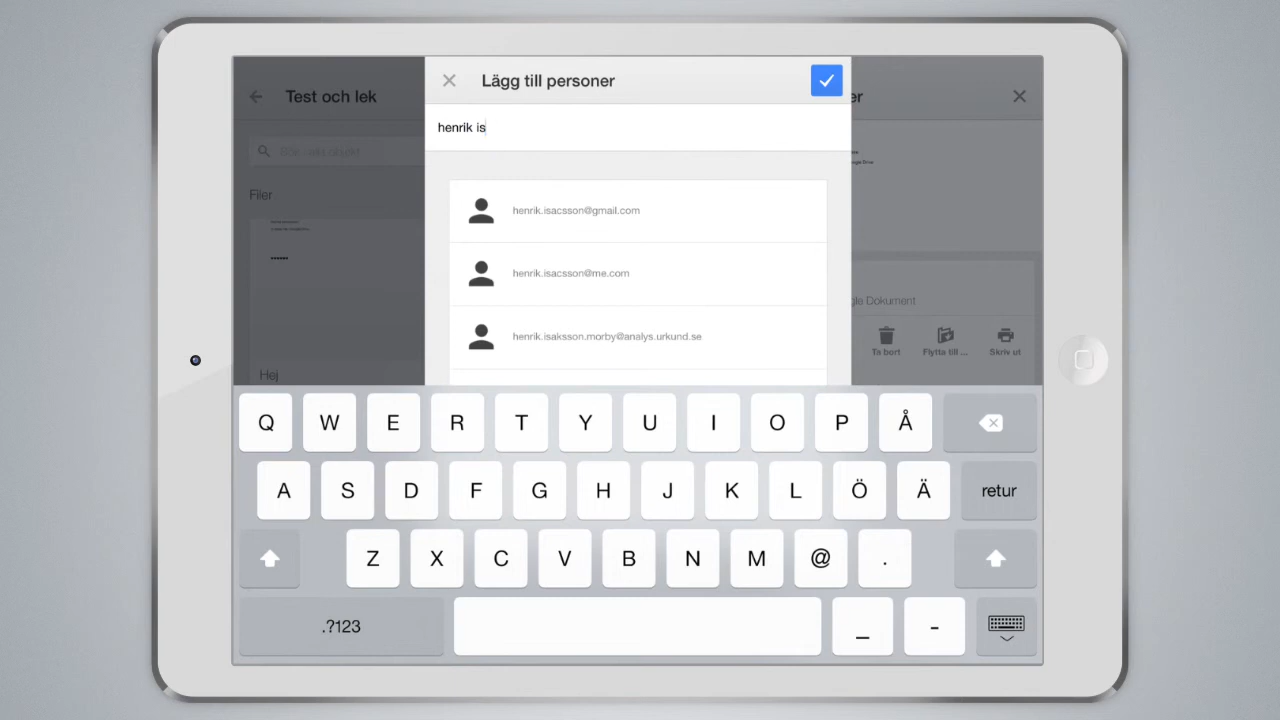 Test och lek
Lägg till personer
er
henrik is
Filer
henrik.isacsson@gmail.com
henrik.isacsson@me.com
henrik.isaksson.morby@analys.urkund.se
gle Dokument
Ta bort
Flytta till ...
Skriv ut
Hej
Q W E R T Y U I O P Å
A S D F G H J K L Ö Ä retur
Z X C V B N M @ .
.?123 _ -